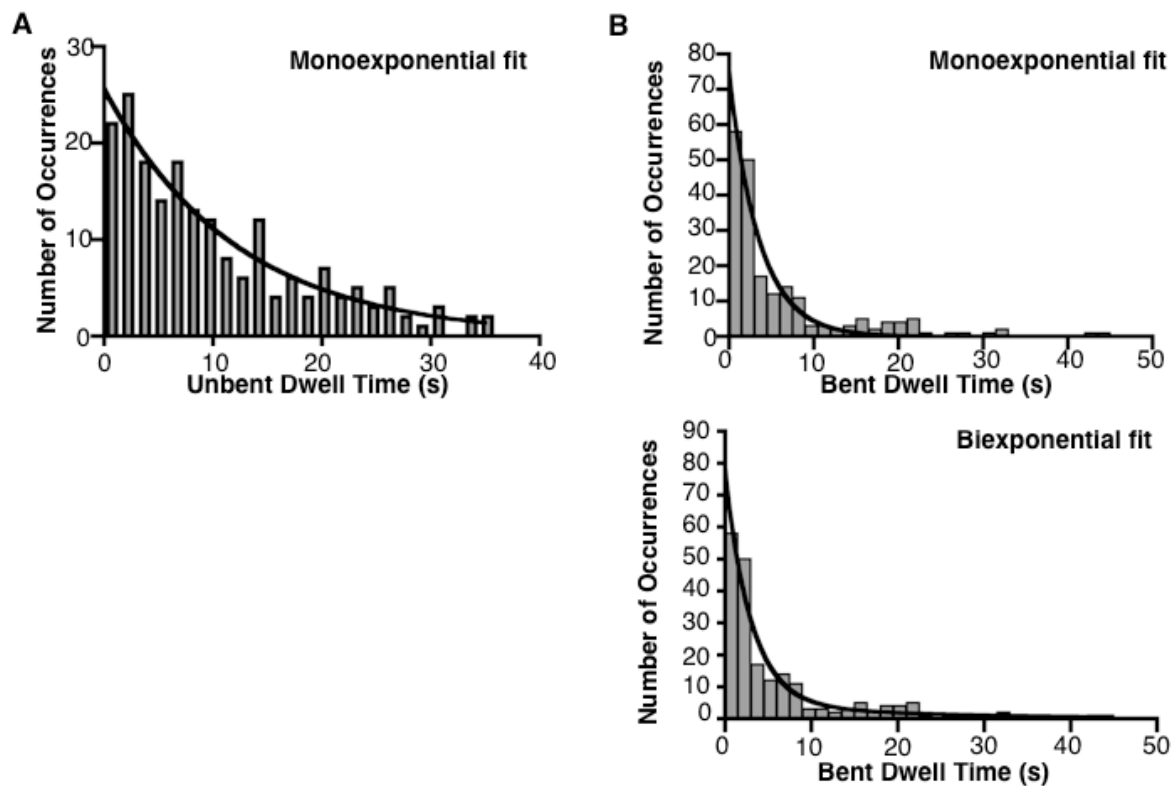 A
Monoexponential fit
Number of Occurrences
30
20
10
0
0 10 20 30 40
Unbent Dwell Time (s)
B
Monoexponential fit
Number of Occurrences
80
70
60
50
40
30
20
10
0
0 10 20 30 40 50
Bent Dwell Time (s)
Biexponential fit
Number of Occurrences
90
80
70
60
50
40
30
20
10
0
0 10 20 30 40 50
Bent Dwell Time (s)